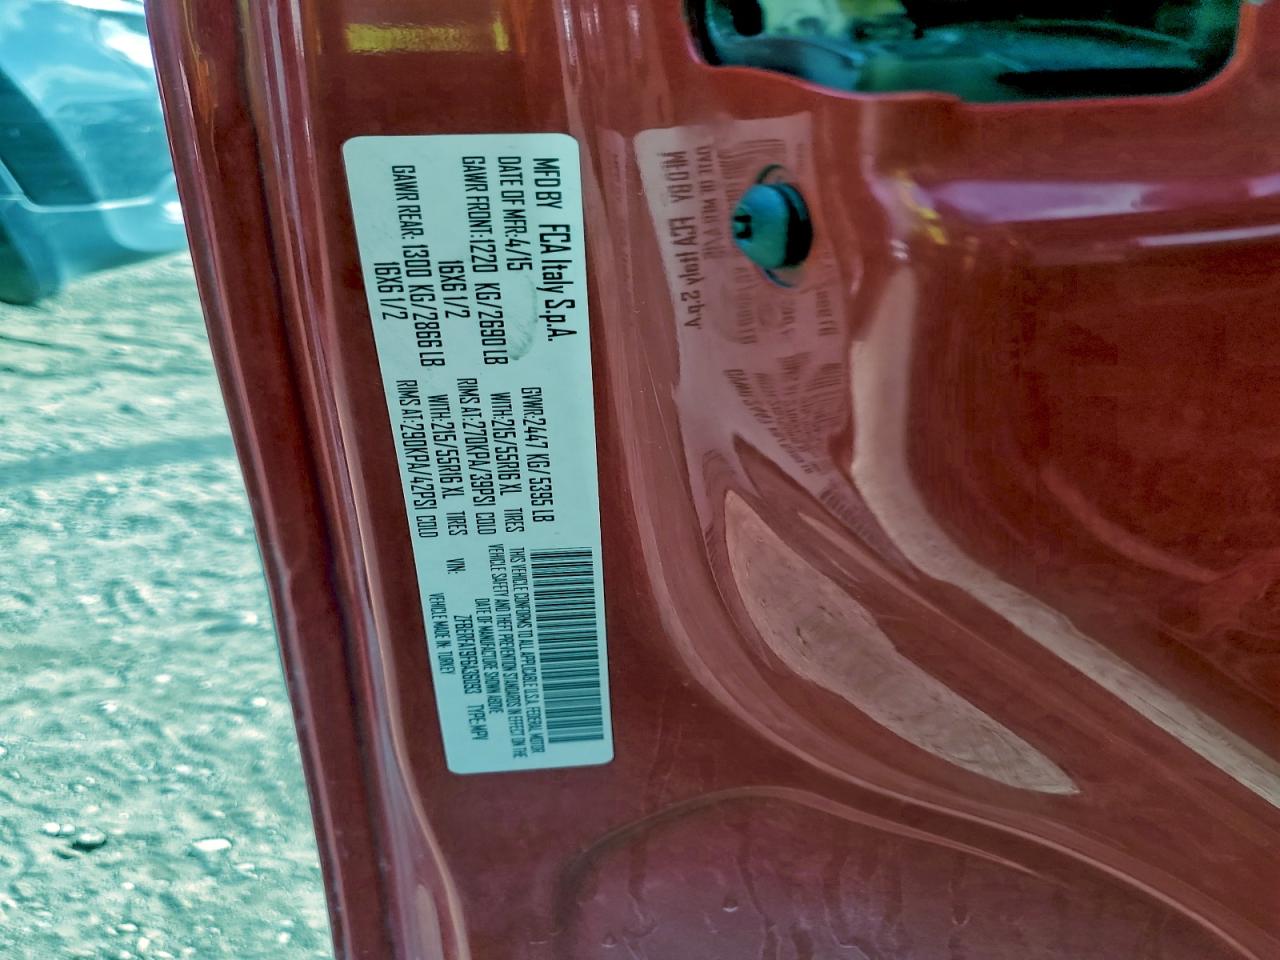 MFD BY FCA Italy S.p.A.
DATE OF MFR:4/15 GVWR:2447 KG/5395 LB
GAWR FRONT:1220 KG/2690 LB WITH:215/55R16 XL TIRES
16X6 1/2 RIMS AT:270KPA/39PSI COLD
GAWR REAR: 1300 KG/2866 LB WITH:215/55R16 XL TIRES
16X6 1/2 RIMS AT:290KPA/42PSI COLD
THIS VEHICLE CONFORMS TO ALL APPLICABLE U.S.A. FEDERAL MOTOR
VEHICLE SAFETY AND THEFT PREVENTION STANDARDS IN EFFECT ON THE
DATE OF MANUFACTURE SHOWN ABOVE
VIN: TYPE:MPV
VEHICLE MADE IN: TURKEY